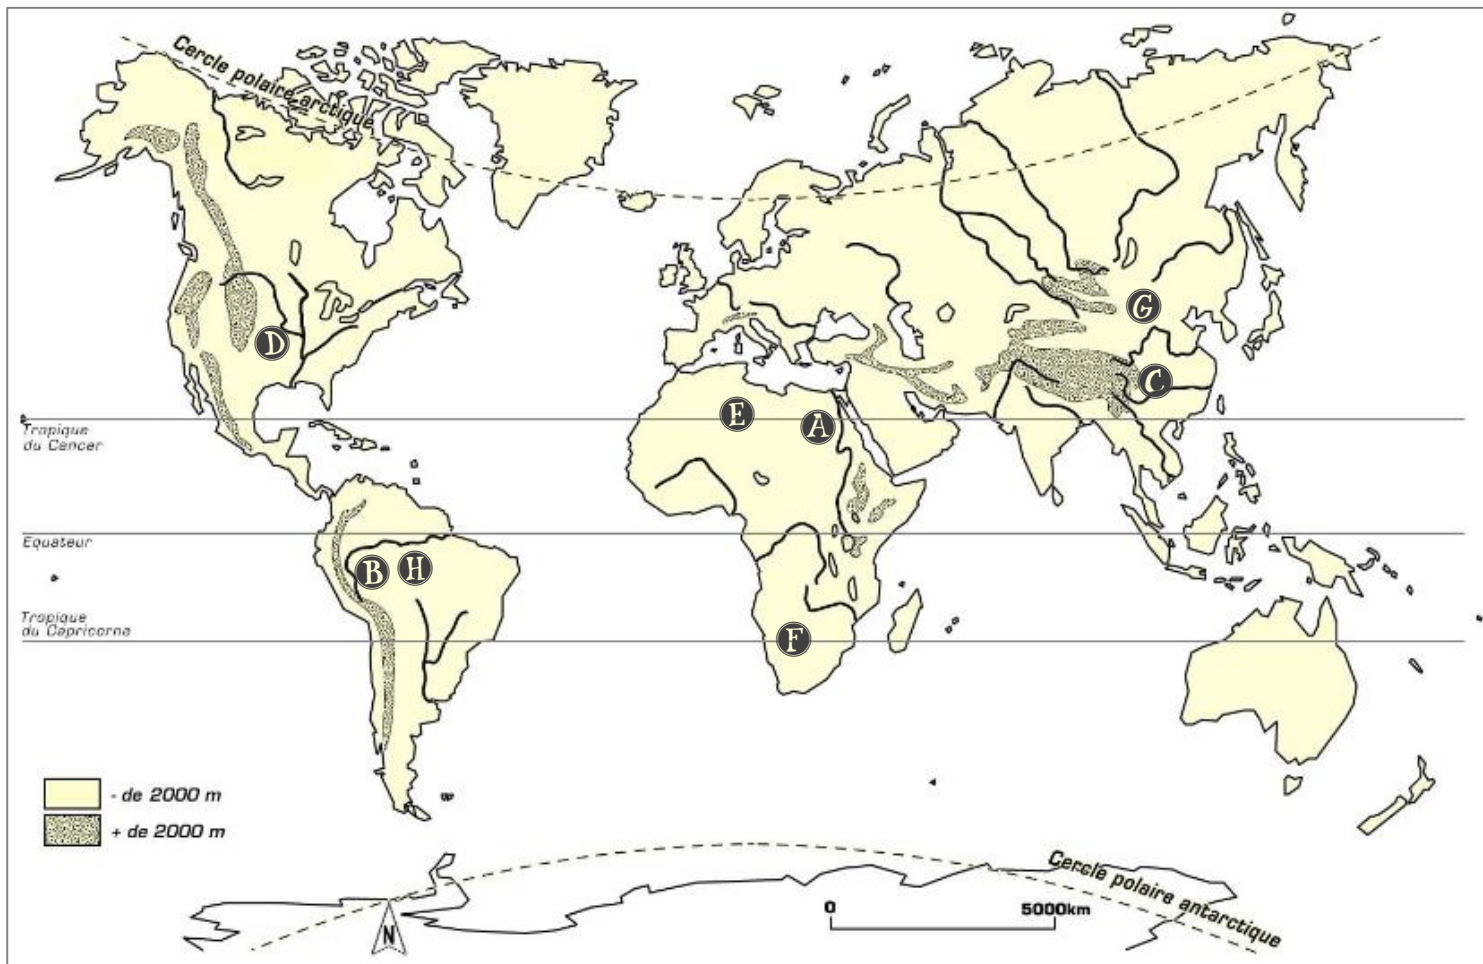 Cercle polaire arctique
D
G
C
E
A
Tropique
du Cancer
Equateur
B
H
Tropique
du Capricorne
F
- de 2000 m
+ de 2000 m
Cercle polaire antarctique
0
5000km
N